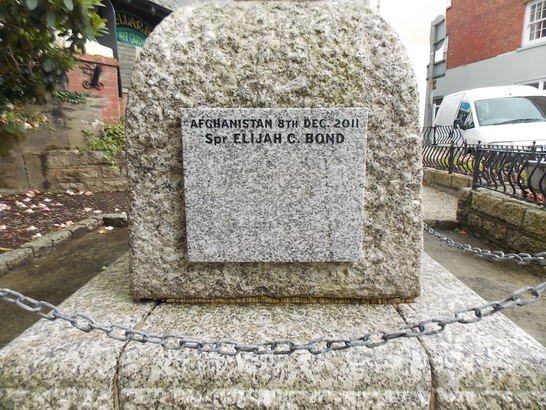 AFGHANISTAN 8TH DEC. 2011
Spr ELIJAH C. BOND